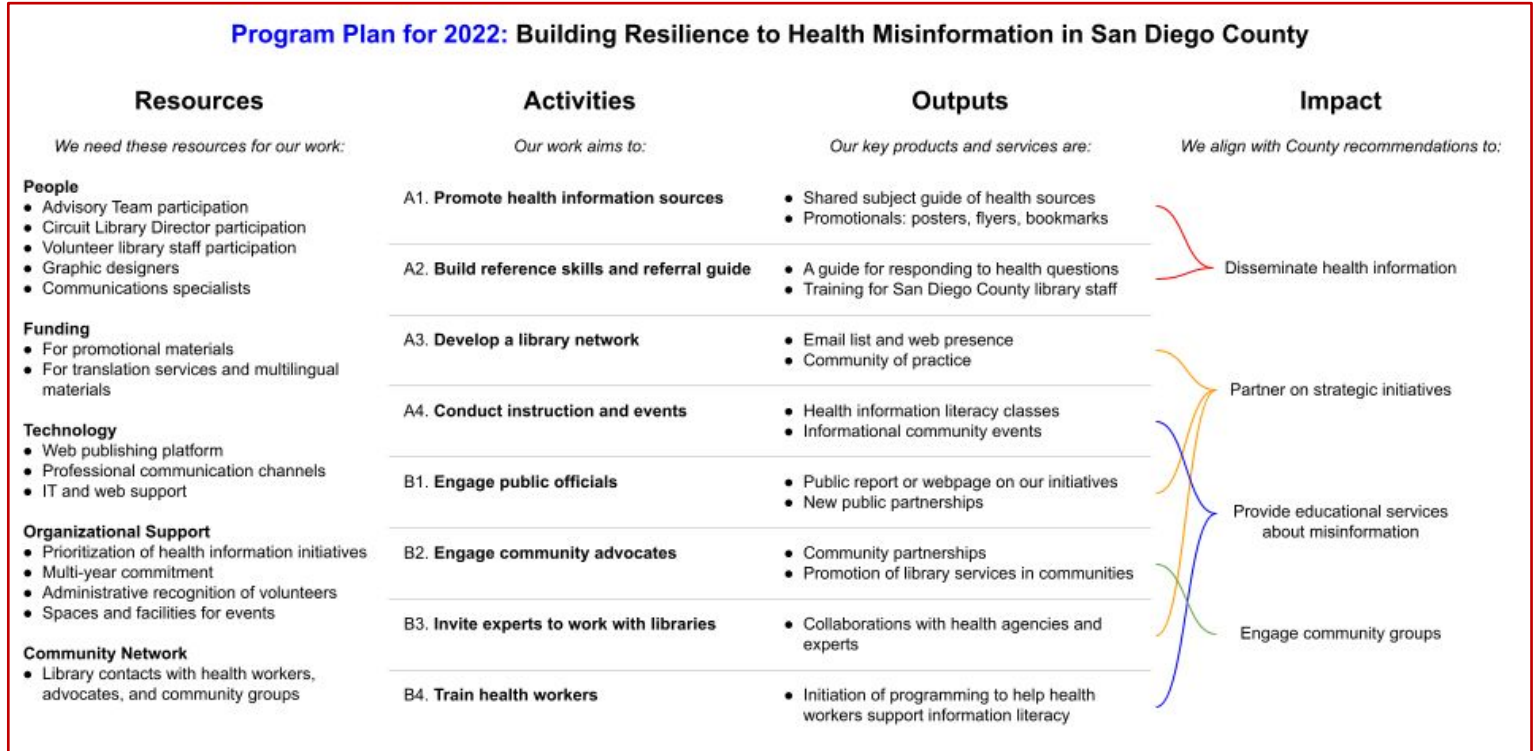 Program Plan for 2022: Building Resilience to Health Misinformation in San Diego County
Resources
We need these resources for our work:
People
● Advisory Team participation
● Circuit Library Director participation
● Volunteer library staff participation
● Graphic designers
● Communications specialists
Funding
● For promotional materials
● For translation services and multilingual
materials
Technology
● Web publishing platform
● Professional communication channels
● IT and web support
Organizational Support
● Prioritization of health information initiatives
● Multi-year commitment
● Administrative recognition of volunteers
● Spaces and facilities for events
Community Network
● Library contacts with health workers,
advocates, and community groups
Activities
Our work aims to:
A1. Promote health information sources
A2. Build reference skills and referral guide
A3. Develop a library network
A4. Conduct instruction and events
B1. Engage public officials
B2. Engage community advocates
B3. Invite experts to work with libraries
B4. Train health workers
Outputs
Our key products and services are:
● Shared subject guide of health sources
● Promotionals: posters, flyers, bookmarks
● A guide for responding to health questions
● Training for San Diego County library staff
● Email list and web presence
● Community of practice
● Health information literacy classes
● Informational community events
● Public report or webpage on our initiatives
● New public partnerships
● Community partnerships
● Promotion of library services in communities
● Collaborations with health agencies and
experts
● Initiation of programming to help health
workers support information literacy
Impact
We align with County recommendations to:
Disseminate health information
Partner on strategic initiatives
Provide educational services
about misinformation
Engage community groups